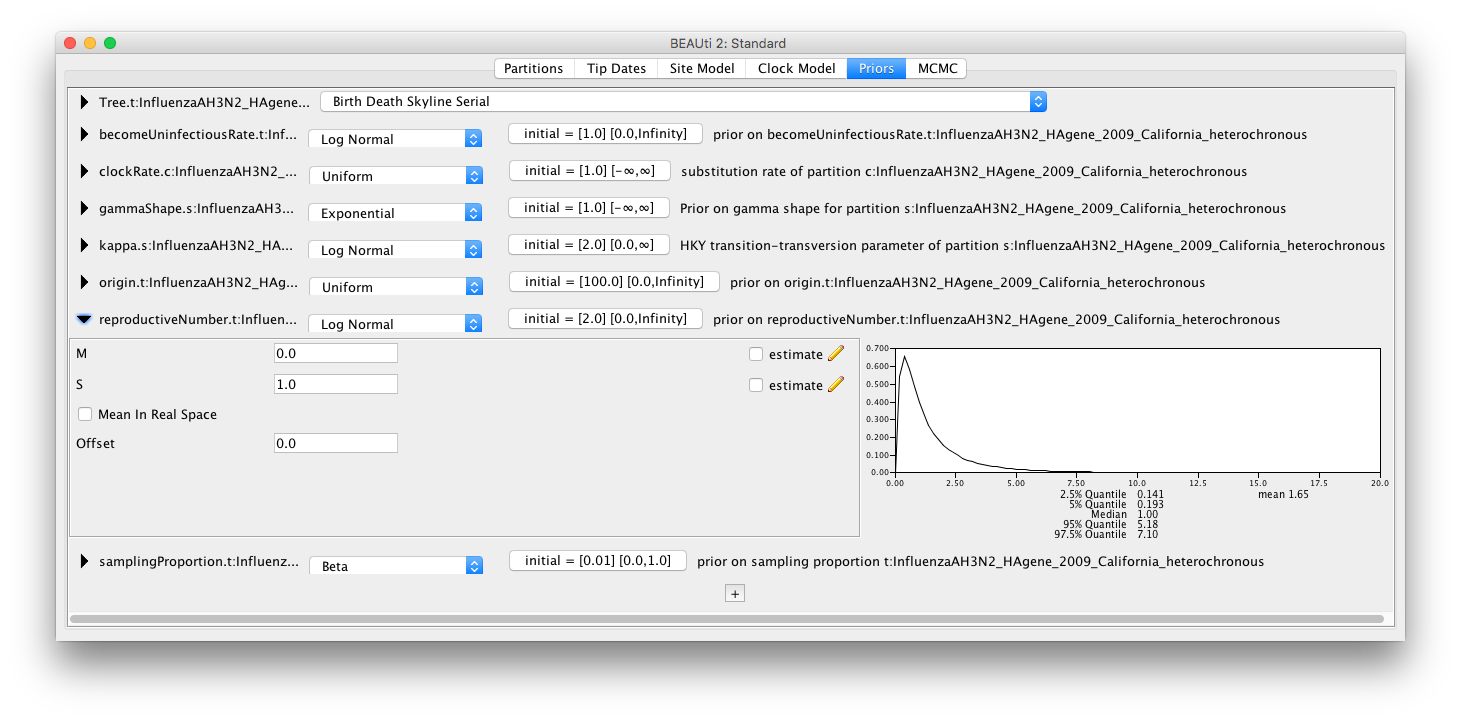 BEAUti 2: Standard
Partitions Tip Dates Site Model Clock Model Priors MCMC
Tree.t:InfluenzaAH3N2_HAgene... Birth Death Skyline Serial
becomeUninfectiousRate.t:Inf... Log Normal initial = [1.0] [0.0,Infinity] prior on becomeUninfectiousRate.t:InfluenzaAH3N2_HAgene_2009_California_heterochronous
clockRate.c:InfluenzaAH3N2_... Uniform initial = [1.0] [-∞,∞] substitution rate of partition c:InfluenzaAH3N2_HAgene_2009_California_heterochronous
gammaShape.s:InfluenzaAH3... Exponential initial = [1.0] [-∞,∞] Prior on gamma shape for partition s:InfluenzaAH3N2_HAgene_2009_California_heterochronous
kappa.s:InfluenzaAH3N2_HA... Log Normal initial = [2.0] [0.0,∞] HKY transition-transversion parameter of partition s:InfluenzaAH3N2_HAgene_2009_California_heterochronous
origin.t:InfluenzaAH3N2_HAg... Uniform initial = [100.0] [0.0,Infinity] prior on origin.t:InfluenzaAH3N2_HAgene_2009_California_heterochronous
reproductiveNumber.t:Influen... Log Normal initial = [2.0] [0.0,Infinity] prior on reproductiveNumber.t:InfluenzaAH3N2_HAgene_2009_California_heterochronous
M 0.0 estimate
S 1.0 estimate
Mean In Real Space
Offset 0.0
0.700
0.600
0.500
0.400
0.300
0.200
0.100
0.00
0.00 2.50 5.00 7.50 10.0 12.5 15.0 17.5 20.0
2.5% Quantile 0.141 mean 1.65
5% Quantile 0.193
Median 1.00
95% Quantile 5.18
97.5% Quantile 7.10
samplingProportion.t:Influenz... Beta initial = [0.01] [0.0,1.0] prior on sampling proportion t:InfluenzaAH3N2_HAgene_2009_California_heterochronous
+